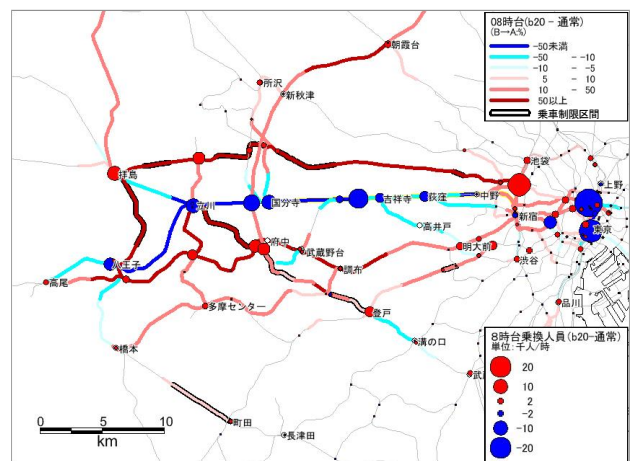 08時台(b20 - 通常)
(B→A:%)
-50未満
-50 - -10
-10 - -5
5 - 10
10 - 50
50以上
乗車制限区間
朝霞台
所沢
新秋津
池袋
上野
拝島
立川
国分寺
吉祥寺
荻窪
中野
新宿
東京
高井戸
府中
武蔵野台
明大前
渋谷
調布
八王子
高尾
多摩センター
登戸
品川
橋本
溝の口
武
町田
長津田
0 5 10
km
8時台乗換人員(b20-通常)
単位:千人/時
20
10
2
-2
-10
-20